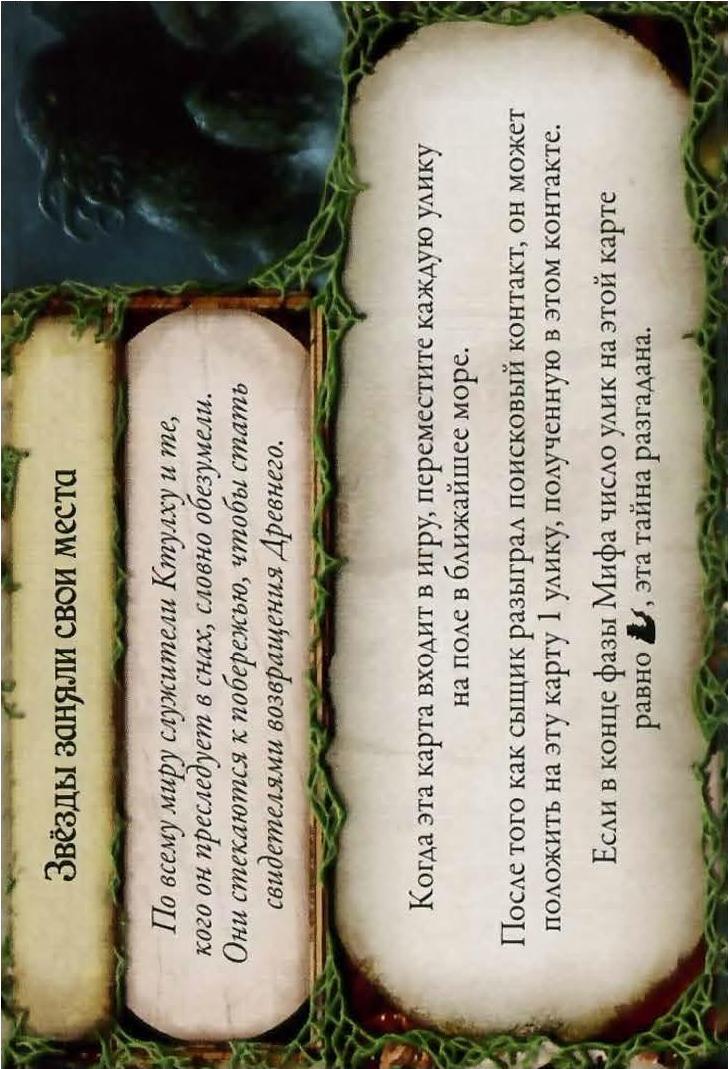 Звёзды заняли свои места
По всему миру служители Ктулху и те,
кого он преследует в снах, словно обезумели.
Они стекаются к побережью, чтобы стать
свидетелями возвращения Древнего.
Когда эта карта входит в игру, переместите каждую улику
на поле в ближайшее море.
После того как сыщик разыграл поисковый контакт, он может
положить на эту карту 1 улику, полученную в этом контакте.
Если в конце фазы Мифа число улик на этой карте
равно , эта тайна разгадана.